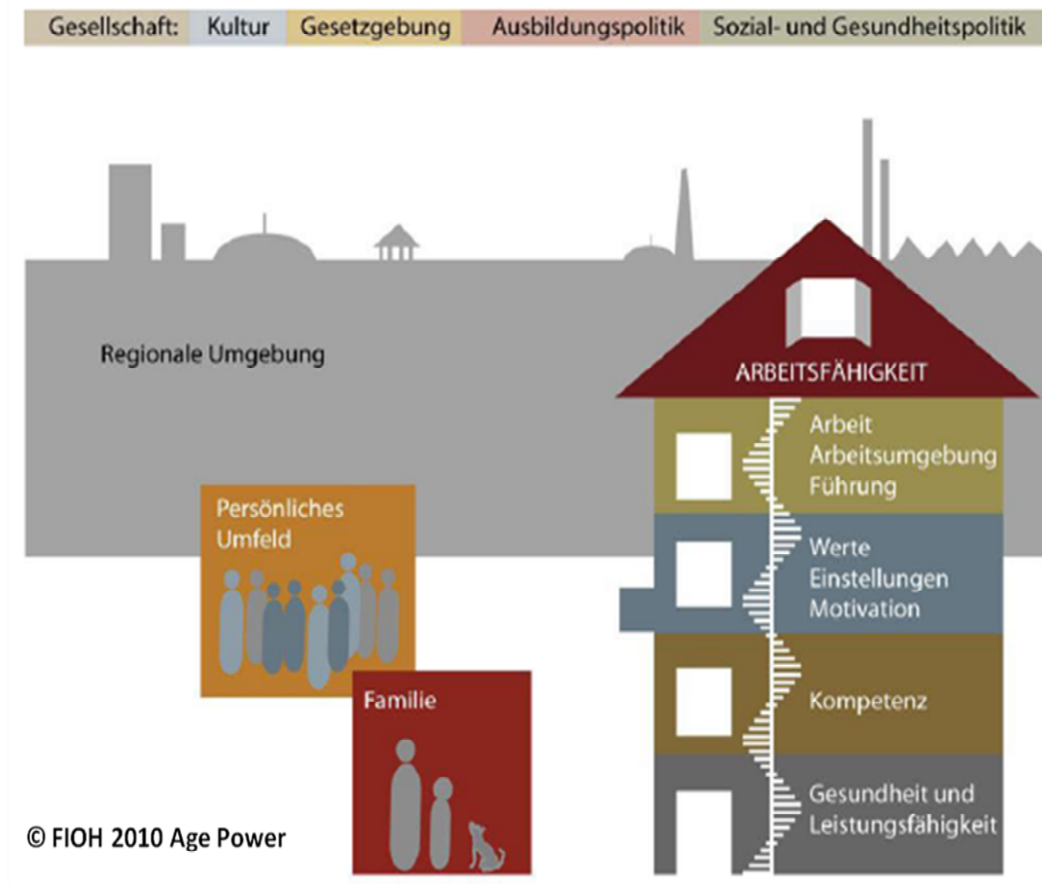 Gesellschaft: Kultur Gesetzgebung Ausbildungspolitik Sozial- und Gesundheitspolitik
Regionale Umgebung
ARBEITSFÄHIGKEIT
Arbeit
Arbeitsumgebung
Führung
Persönliches
Umfeld
Werte
Einstellungen
Motivation
Familie
Kompetenz
Gesundheit und
Leistungsfähigkeit
© FIOH 2010 Age Power